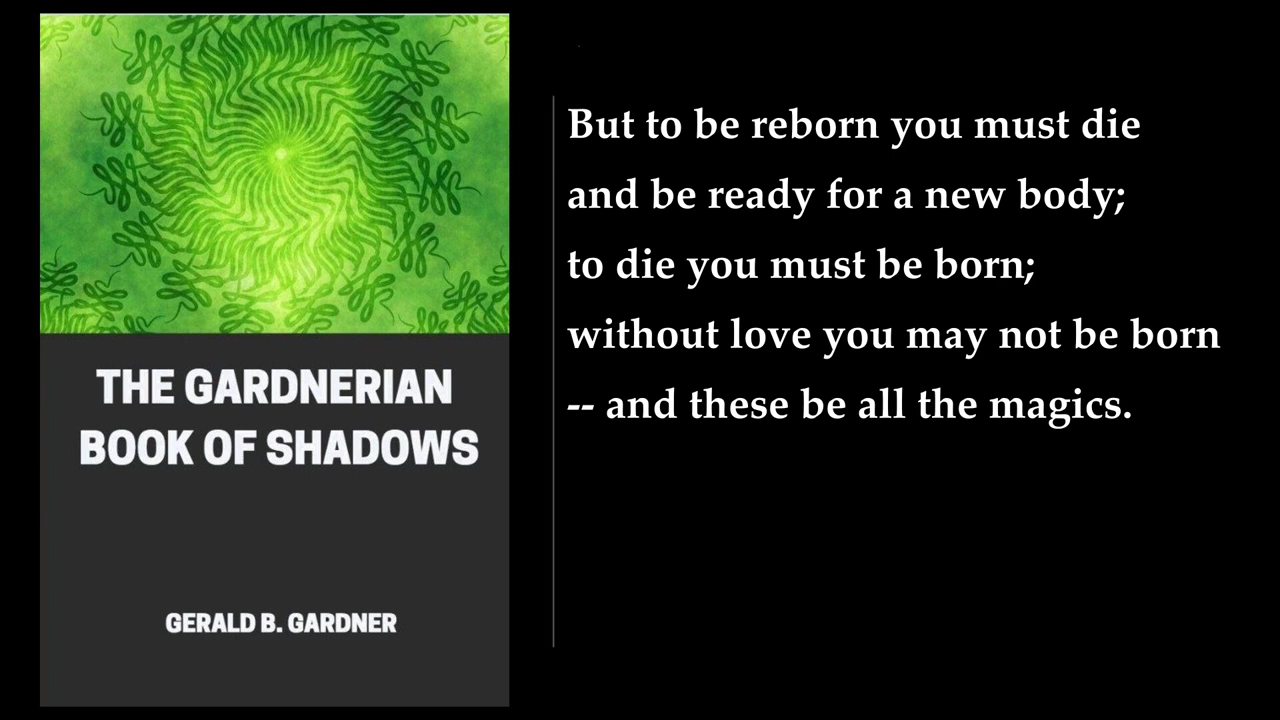 THE GARDNERIAN
BOOK OF SHADOWS
GERALD B. GARDNER
But to be reborn you must die
and be ready for a new body;
to die you must be born;
without love you may not be born
-- and these be all the magics.